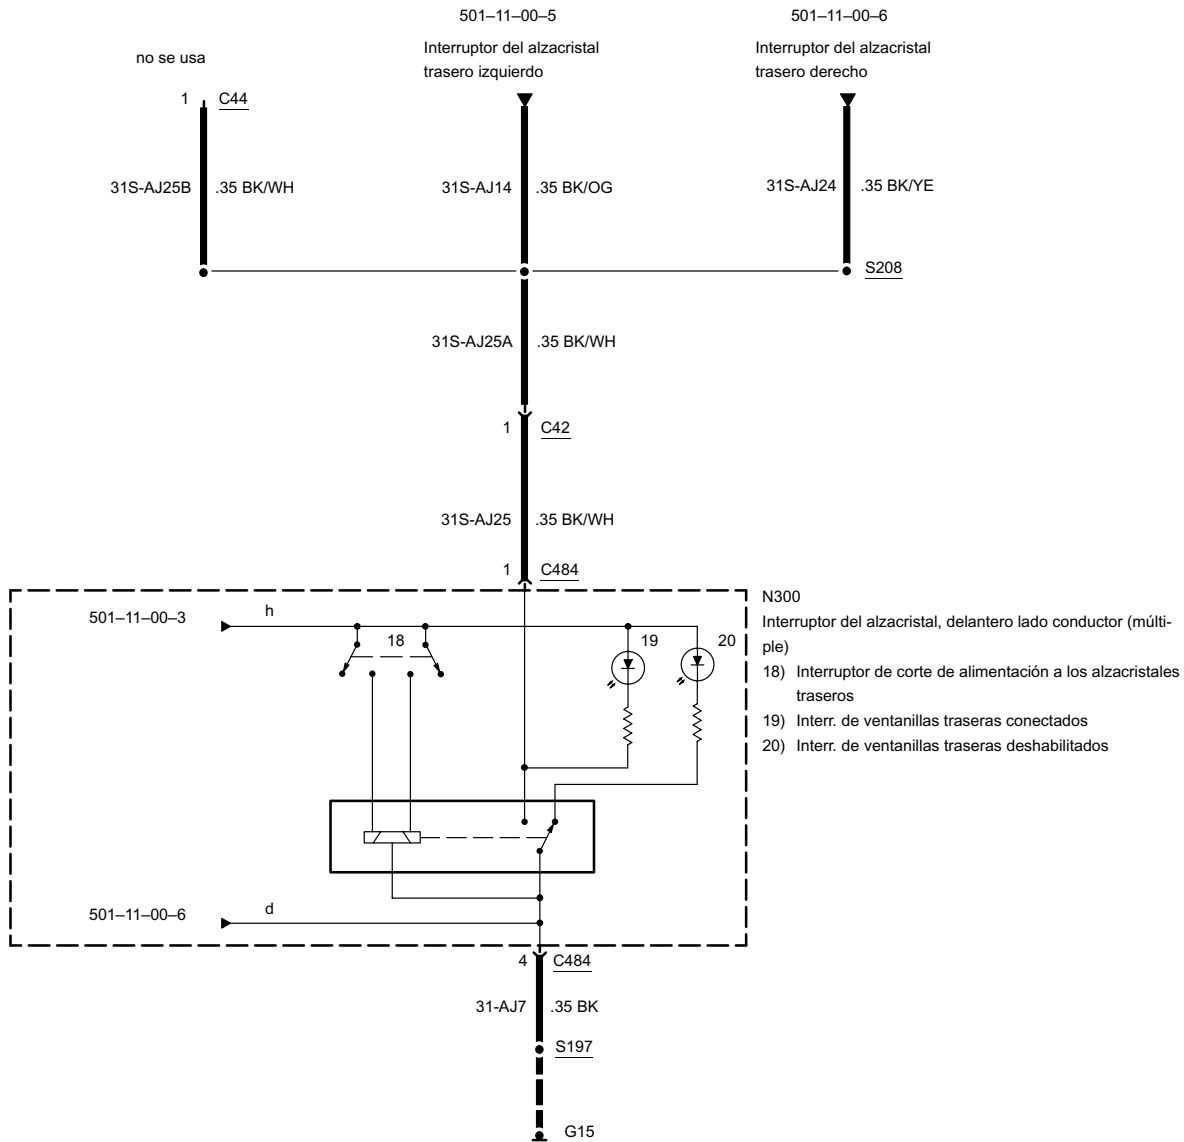 501–11–00–5
501–11–00–6
Interruptor del alzacristal
trasero izquierdo
Interruptor del alzacristal
trasero derecho
no se usa
1 C44
31S-AJ25B .35 BK/WH
31S-AJ14 .35 BK/OG
31S-AJ24 .35 BK/YE
S208
31S-AJ25A .35 BK/WH
1 C42
31S-AJ25 .35 BK/WH
1 C484
501–11–00–3 h
18
19
20
N300
Interruptor del alzacristal, delantero lado conductor (múlti-
ple)
18) Interruptor de corte de alimentación a los alzacristales
traseros
19) Interr. de ventanillas traseras conectados
20) Interr. de ventanillas traseras deshabilitados
501–11–00–6 d
4 C484
31-AJ7 .35 BK
S197
G15